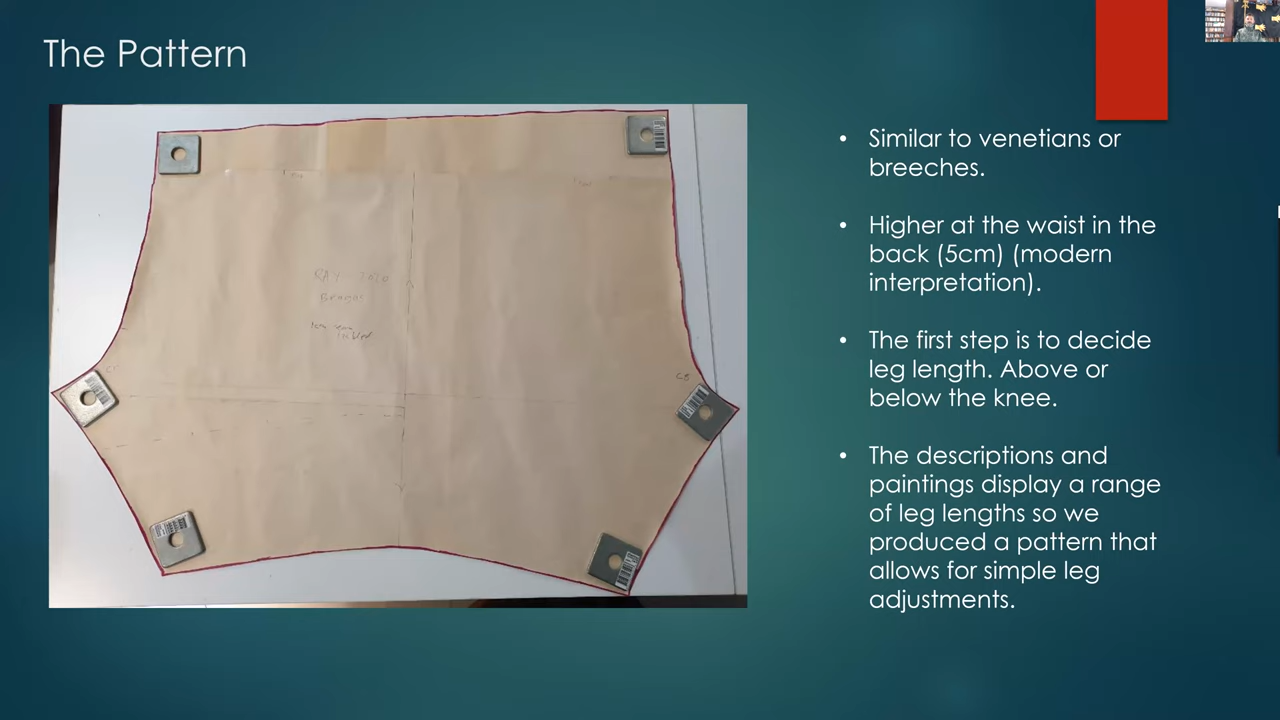 The Pattern
• Similar to venetians or
breeches.
• Higher at the waist in the
back (5cm) (modern
interpretation).
• The first step is to decide
leg length. Above or
below the knee.
• The descriptions and
paintings display a range
of leg lengths so we
produced a pattern that
allows for simple leg
adjustments.
CB